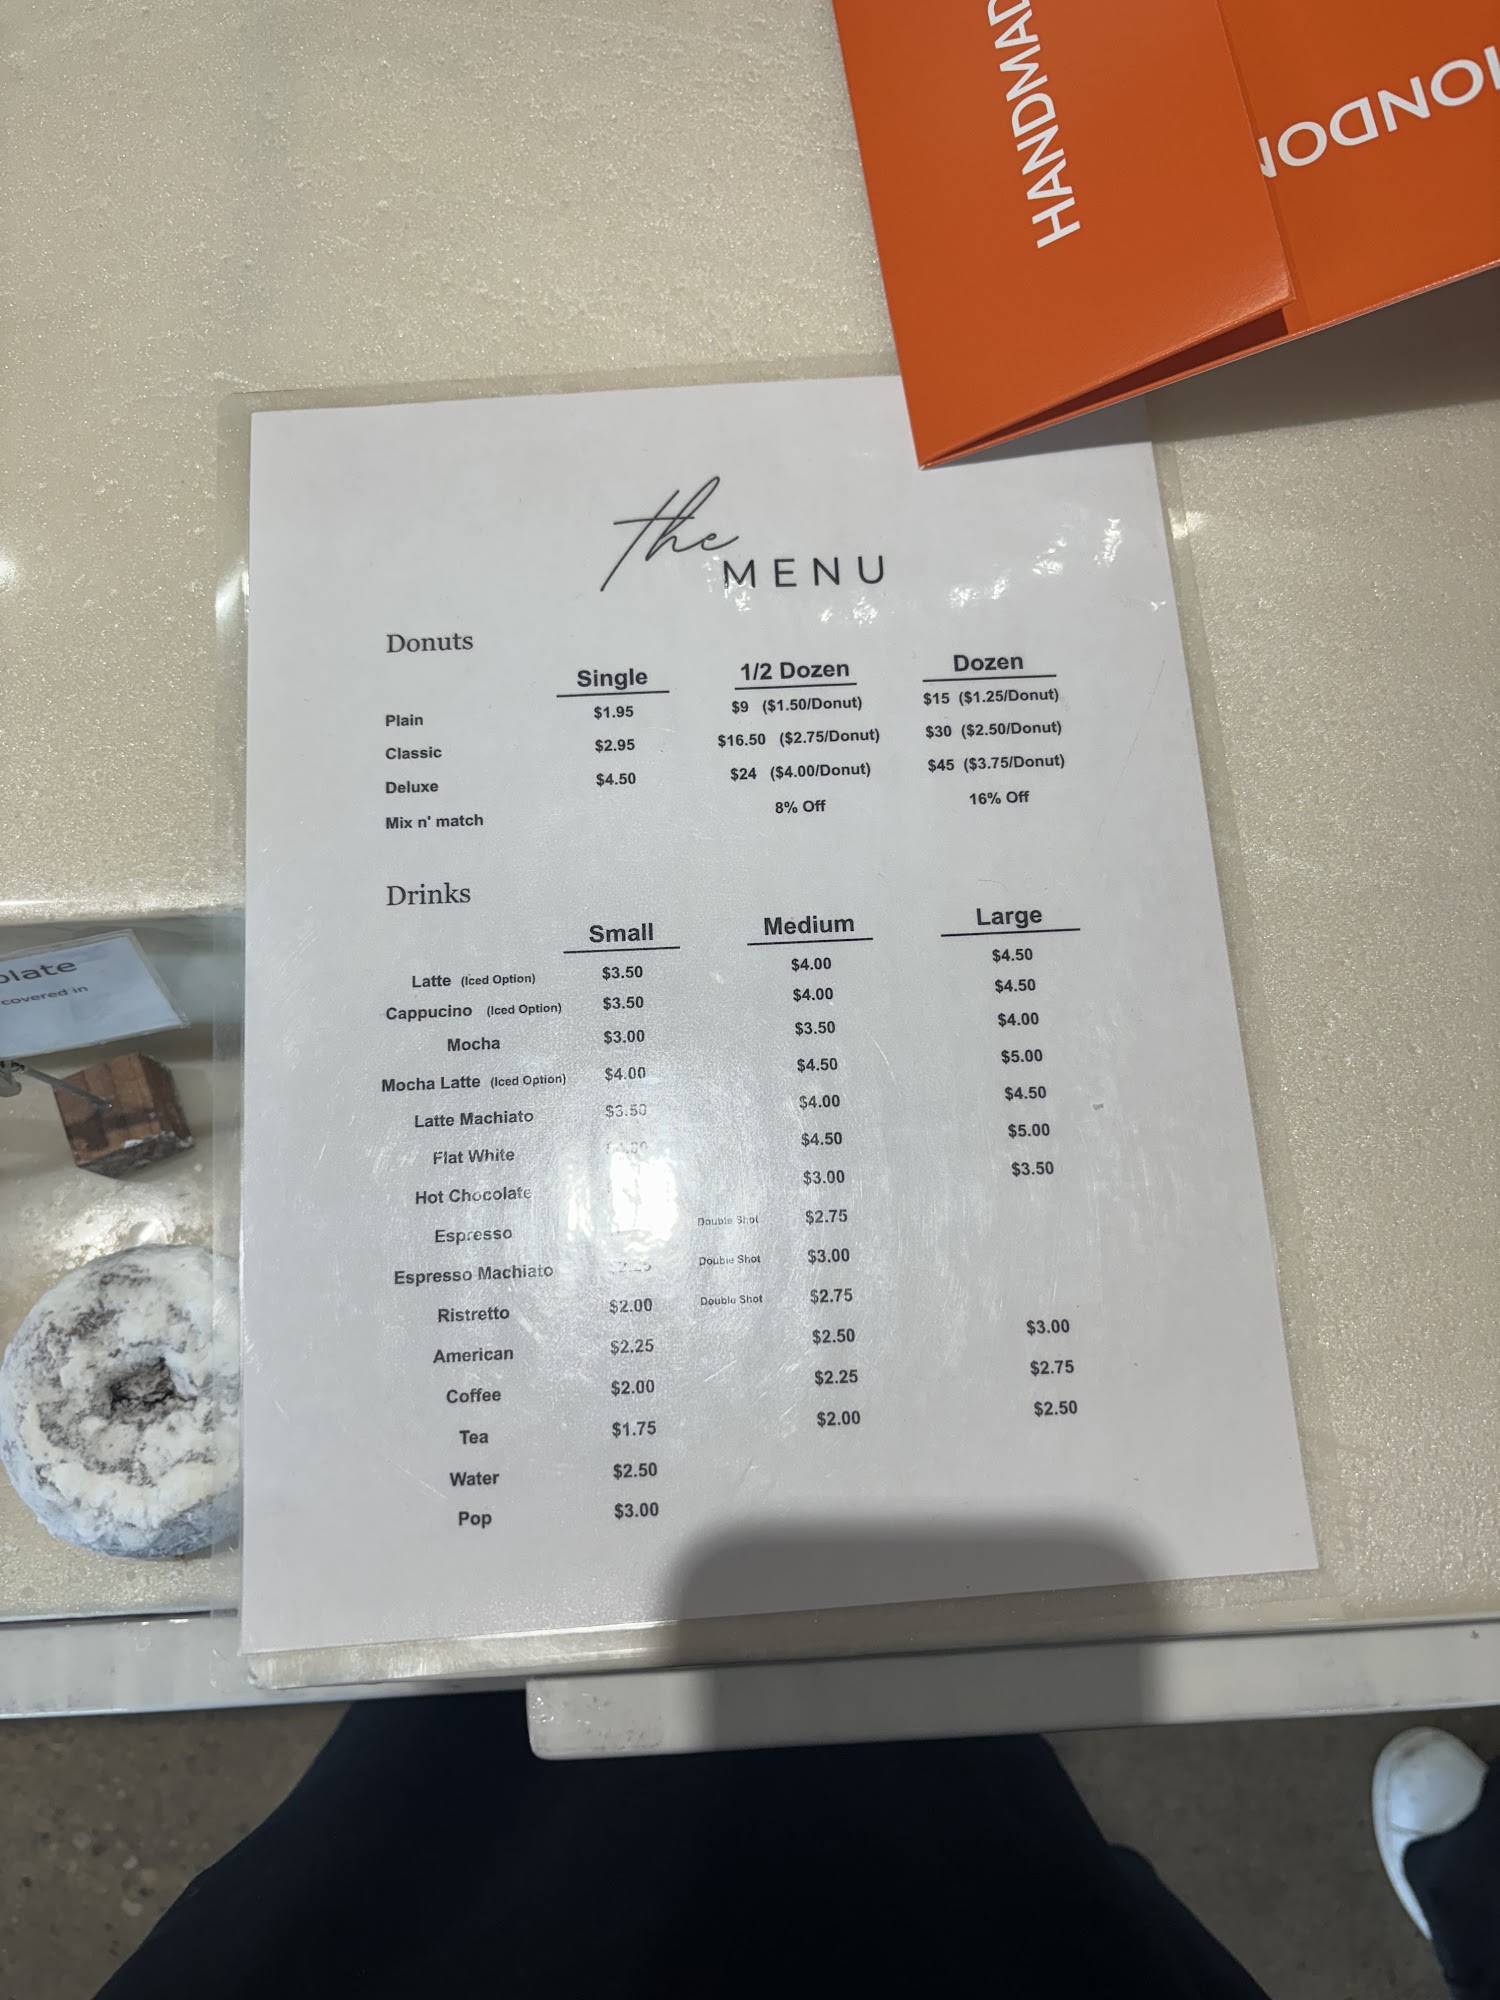 HANDMAD
DONDO
the
MENU
Donuts
Single 1/2 Dozen Dozen
Plain $1.95 $9 ($1.50/Donut) $15 ($1.25/Donut)
Classic $2.95 $16.50 ($2.75/Donut) $30 ($2.50/Donut)
Deluxe $4.50 $24 ($4.00/Donut) $45 ($3.75/Donut)
Mix n' match 8% Off 16% Off
Drinks
Small Medium Large
Latte (Iced Option) $3.50 $4.00 $4.50
Cappucino (Iced Option) $3.50 $4.00 $4.50
Mocha $3.00 $3.50 $4.00
Mocha Latte (Iced Option) $4.00 $4.50 $5.00
Latte Machiato $3.50 $4.00 $4.50
Flat White $4.50 $5.00
Hot Chocolate $3.00 $3.50
Espresso Double Shot $2.75
Espresso Machiato Double Shot $3.00
Ristretto $2.00 Double Shot $2.75
American $2.25 $2.50 $3.00
Coffee $2.00 $2.25 $2.75
Tea $1.75 $2.00 $2.50
Water $2.50
Pop $3.00
olate
covered in